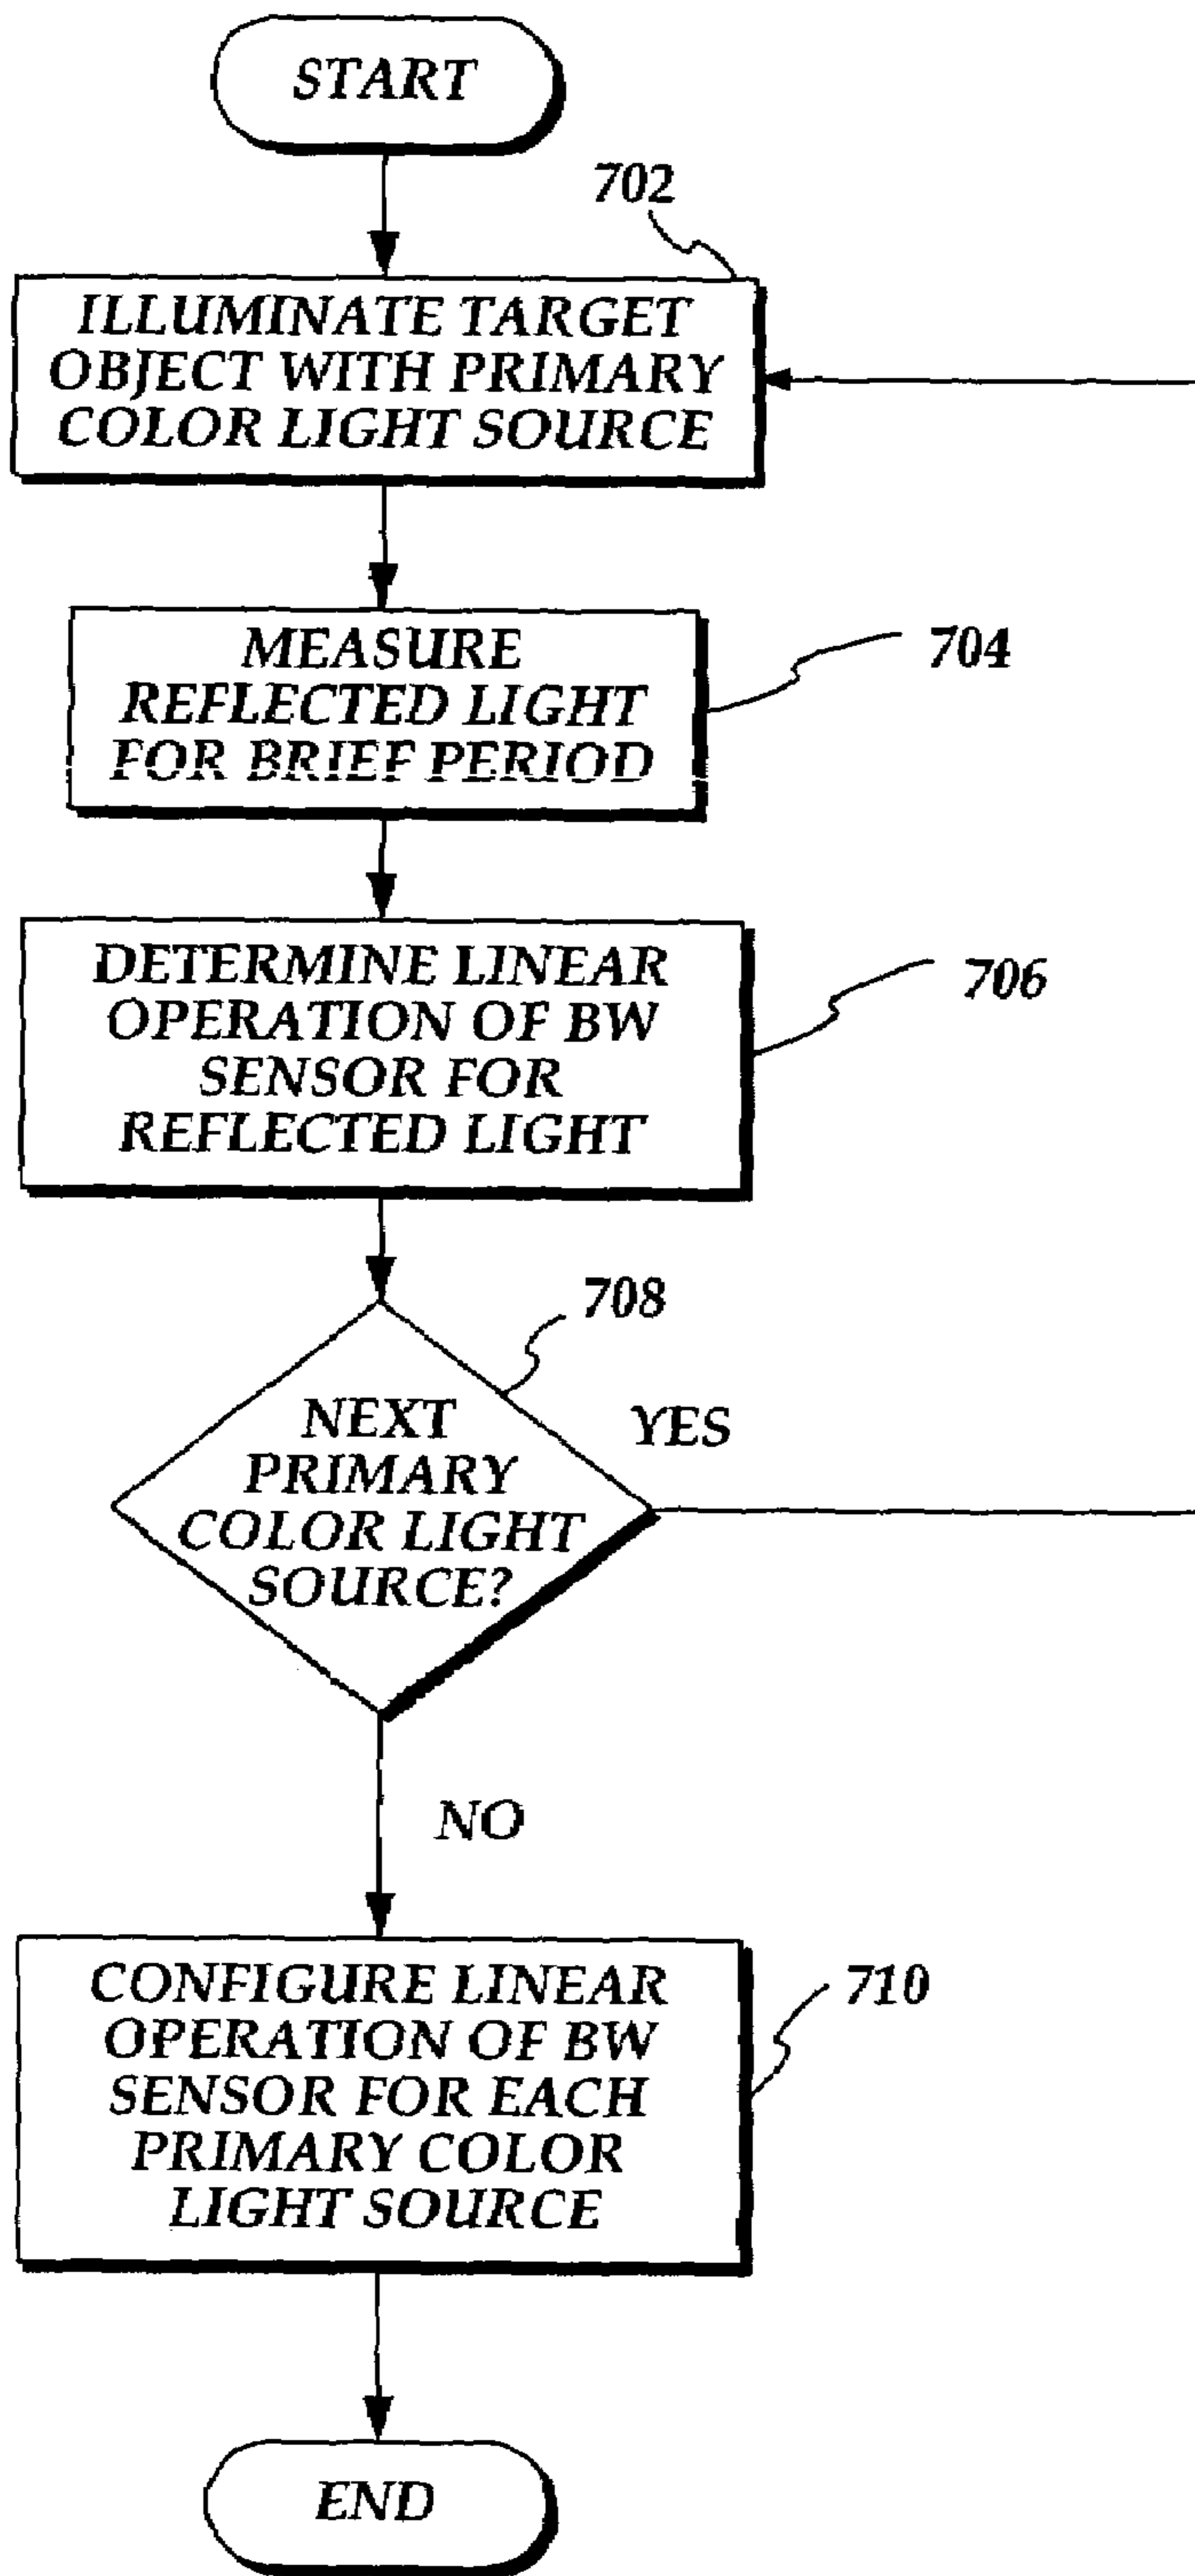 START
702
ILLUMINATE TARGET
OBJECT WITH PRIMARY
COLOR LIGHT SOURCE
MEASURE
REFLECTED LIGHT
FOR BRIEF PERIOD
704
DETERMINE LINEAR
OPERATION OF BW
SENSOR FOR
REFLECTED LIGHT
706
708
NEXT
PRIMARY
COLOR LIGHT
SOURCE?
YES
NO
CONFIGURE LINEAR
OPERATION OF BW
SENSOR FOR EACH
PRIMARY COLOR
LIGHT SOURCE
710
END